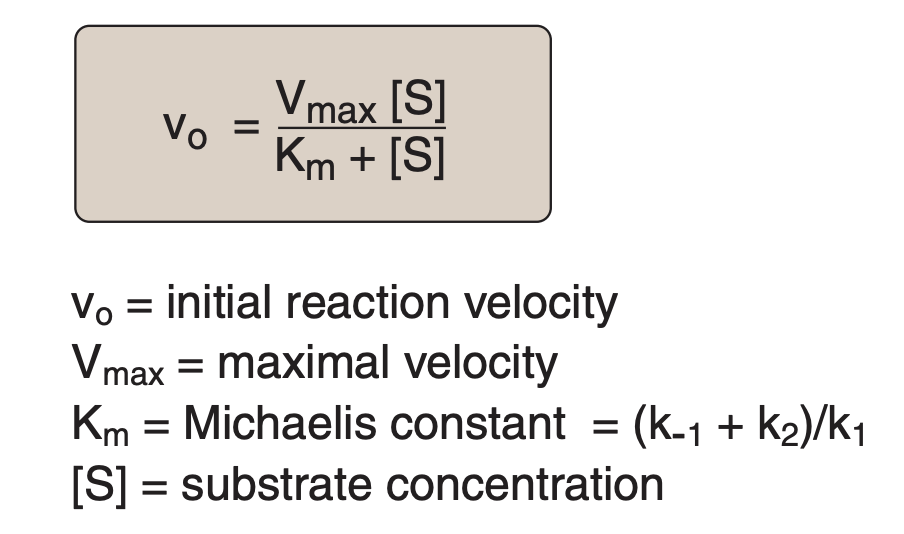 vₒ = Vmax [S]
Km + [S]
vₒ = initial reaction velocity
Vmax = maximal velocity
Km = Michaelis constant = (k-1 + k2)/k1
[S] = substrate concentration